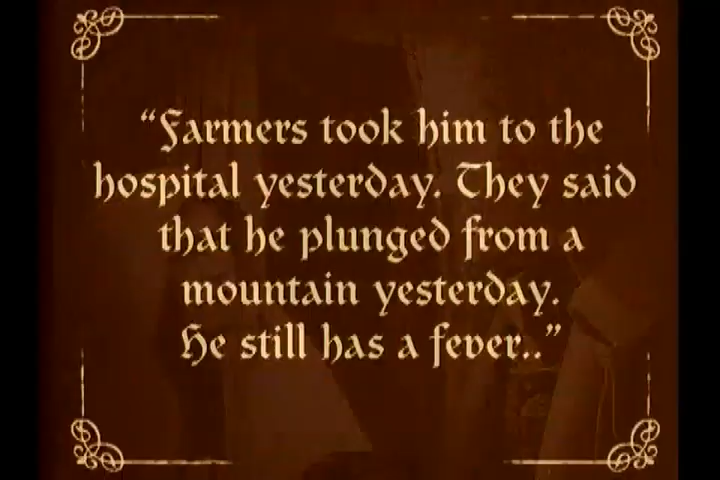 “Farmers took him to the
hospital yesterday. They said
that he plunged from a
mountain yesterday.
He still has a fever..”